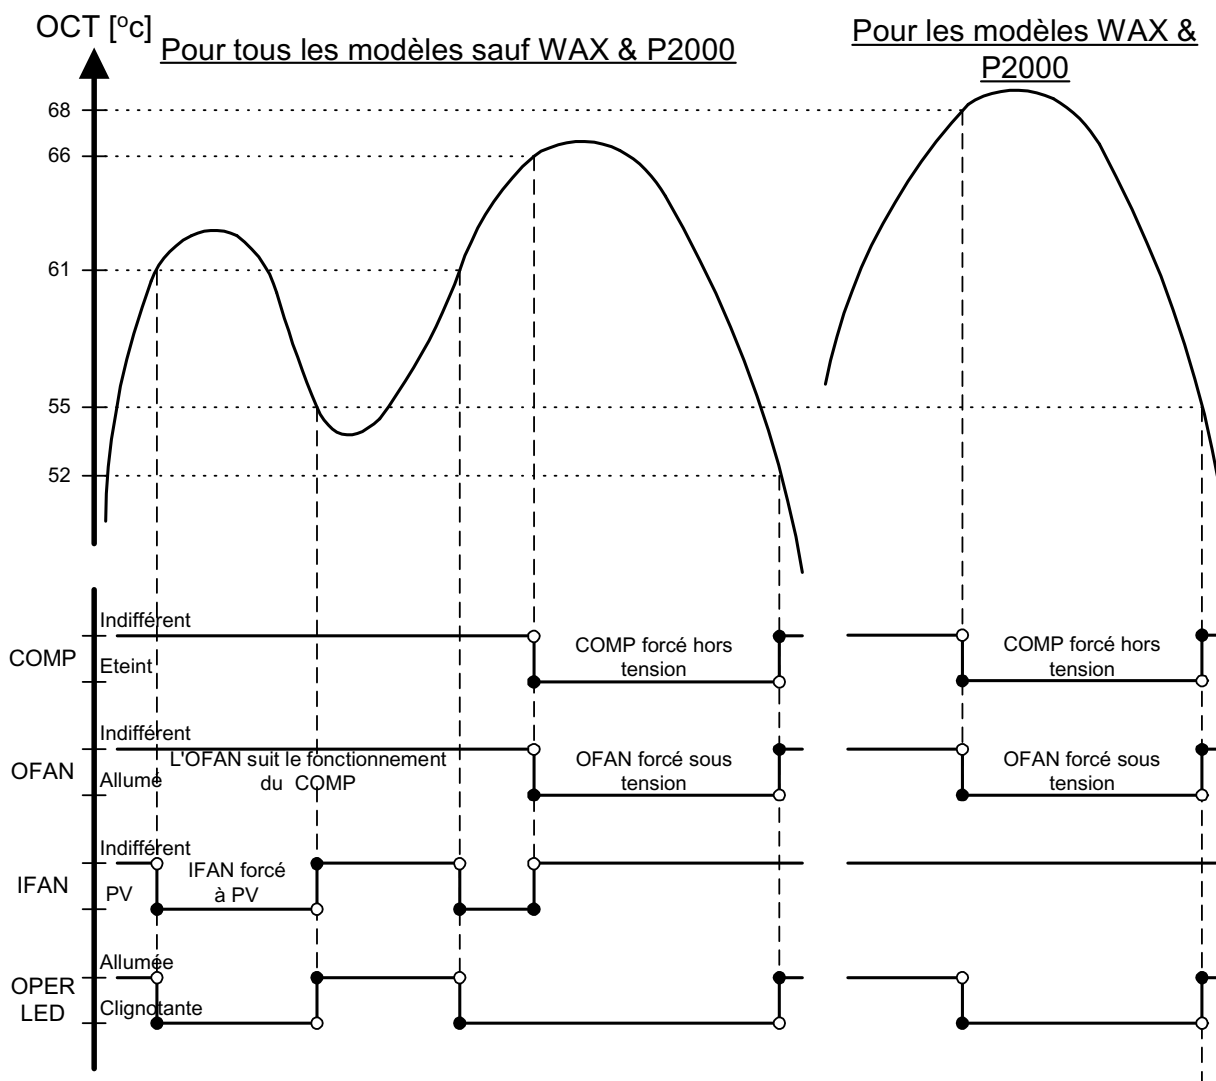 OCT [ºc]
Pour tous les modèles sauf WAX & P2000
Pour les modèles WAX &
P2000
68
66
61
55
52
COMP
Indifférent
Eteint
COMP forcé hors
tension
COMP forcé hors
tension
OFAN
Indifférent
Allumé
L'OFAN suit le fonctionnement
du COMP
OFAN forcé sous
tension
OFAN forcé sous
tension
IFAN
Indifférent
PV
IFAN forcé
à PV
OPER
LED
Allumée
Clignotante